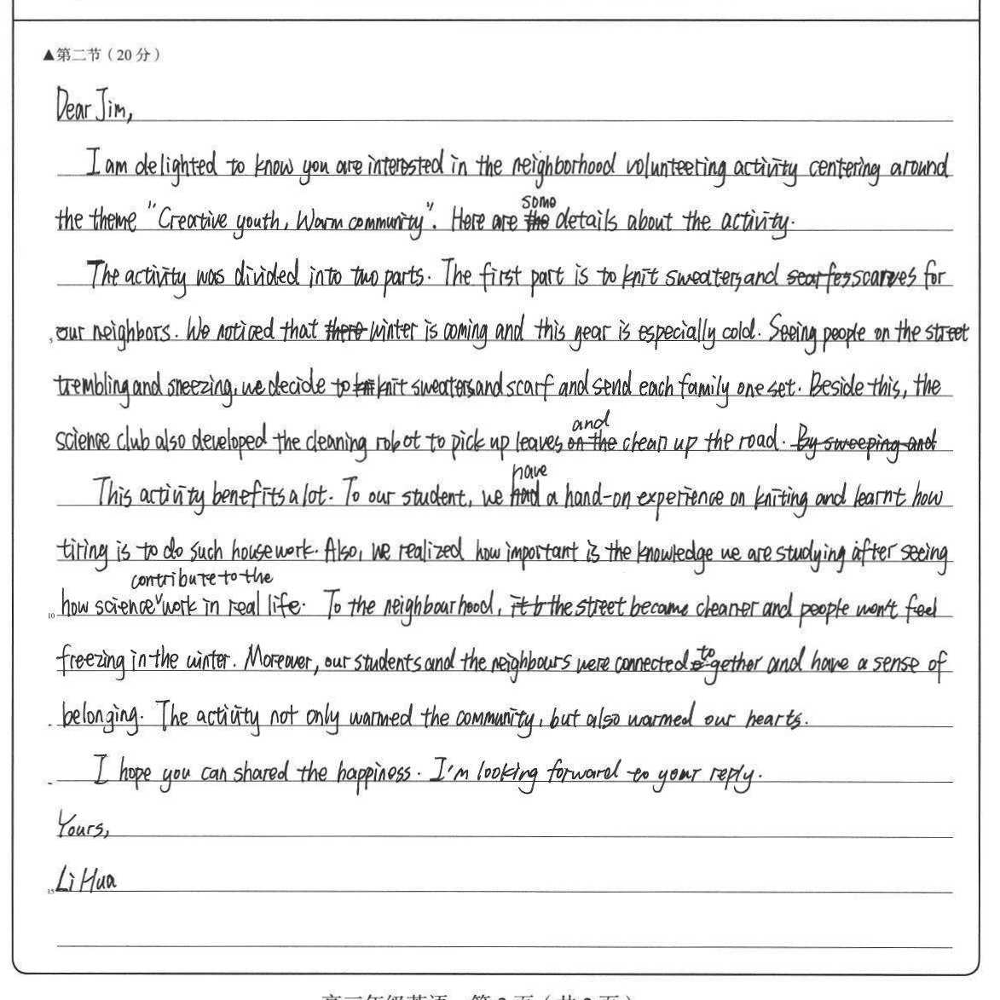 ▲第二节（20 分）
Dear Jim,
I am delighted to know you are interested in the neighborhood volunteering activity centering around
some
the theme "Creative youth, Warm community". Here are the details about the activity.
The activity was divided into two parts. The first part is to knit sweaters and scarfes scarves for
5 our neighbors. We noticed that there winter is coming and this year is especially cold. Seeing people on the street
trembling and sneezing, we decide to knit sweaters and scarf and send each family one set. Beside this, the
and
science club also developed the cleaning robot to pick up leaves on the clean up the road. By sweeping and
have
This activity benefits a lot. To our student, we had a hand-on experience on kniting and learnt how
tiring is to do such housework. Also, we realized how important is the knowledge we are studying after seeing
contribute to the
10 how science work in real life. To the neighbourhood, it b the street became cleaner and people won't feel
to
freezing in the winter. Moreover, our students and the neighbours were connected gether and have a sense of
belonging. The activity not only warmed the community, but also warmed our hearts.
I hope you can shared the happiness. I'm looking forward to your reply.
Yours,
15 Li Hua